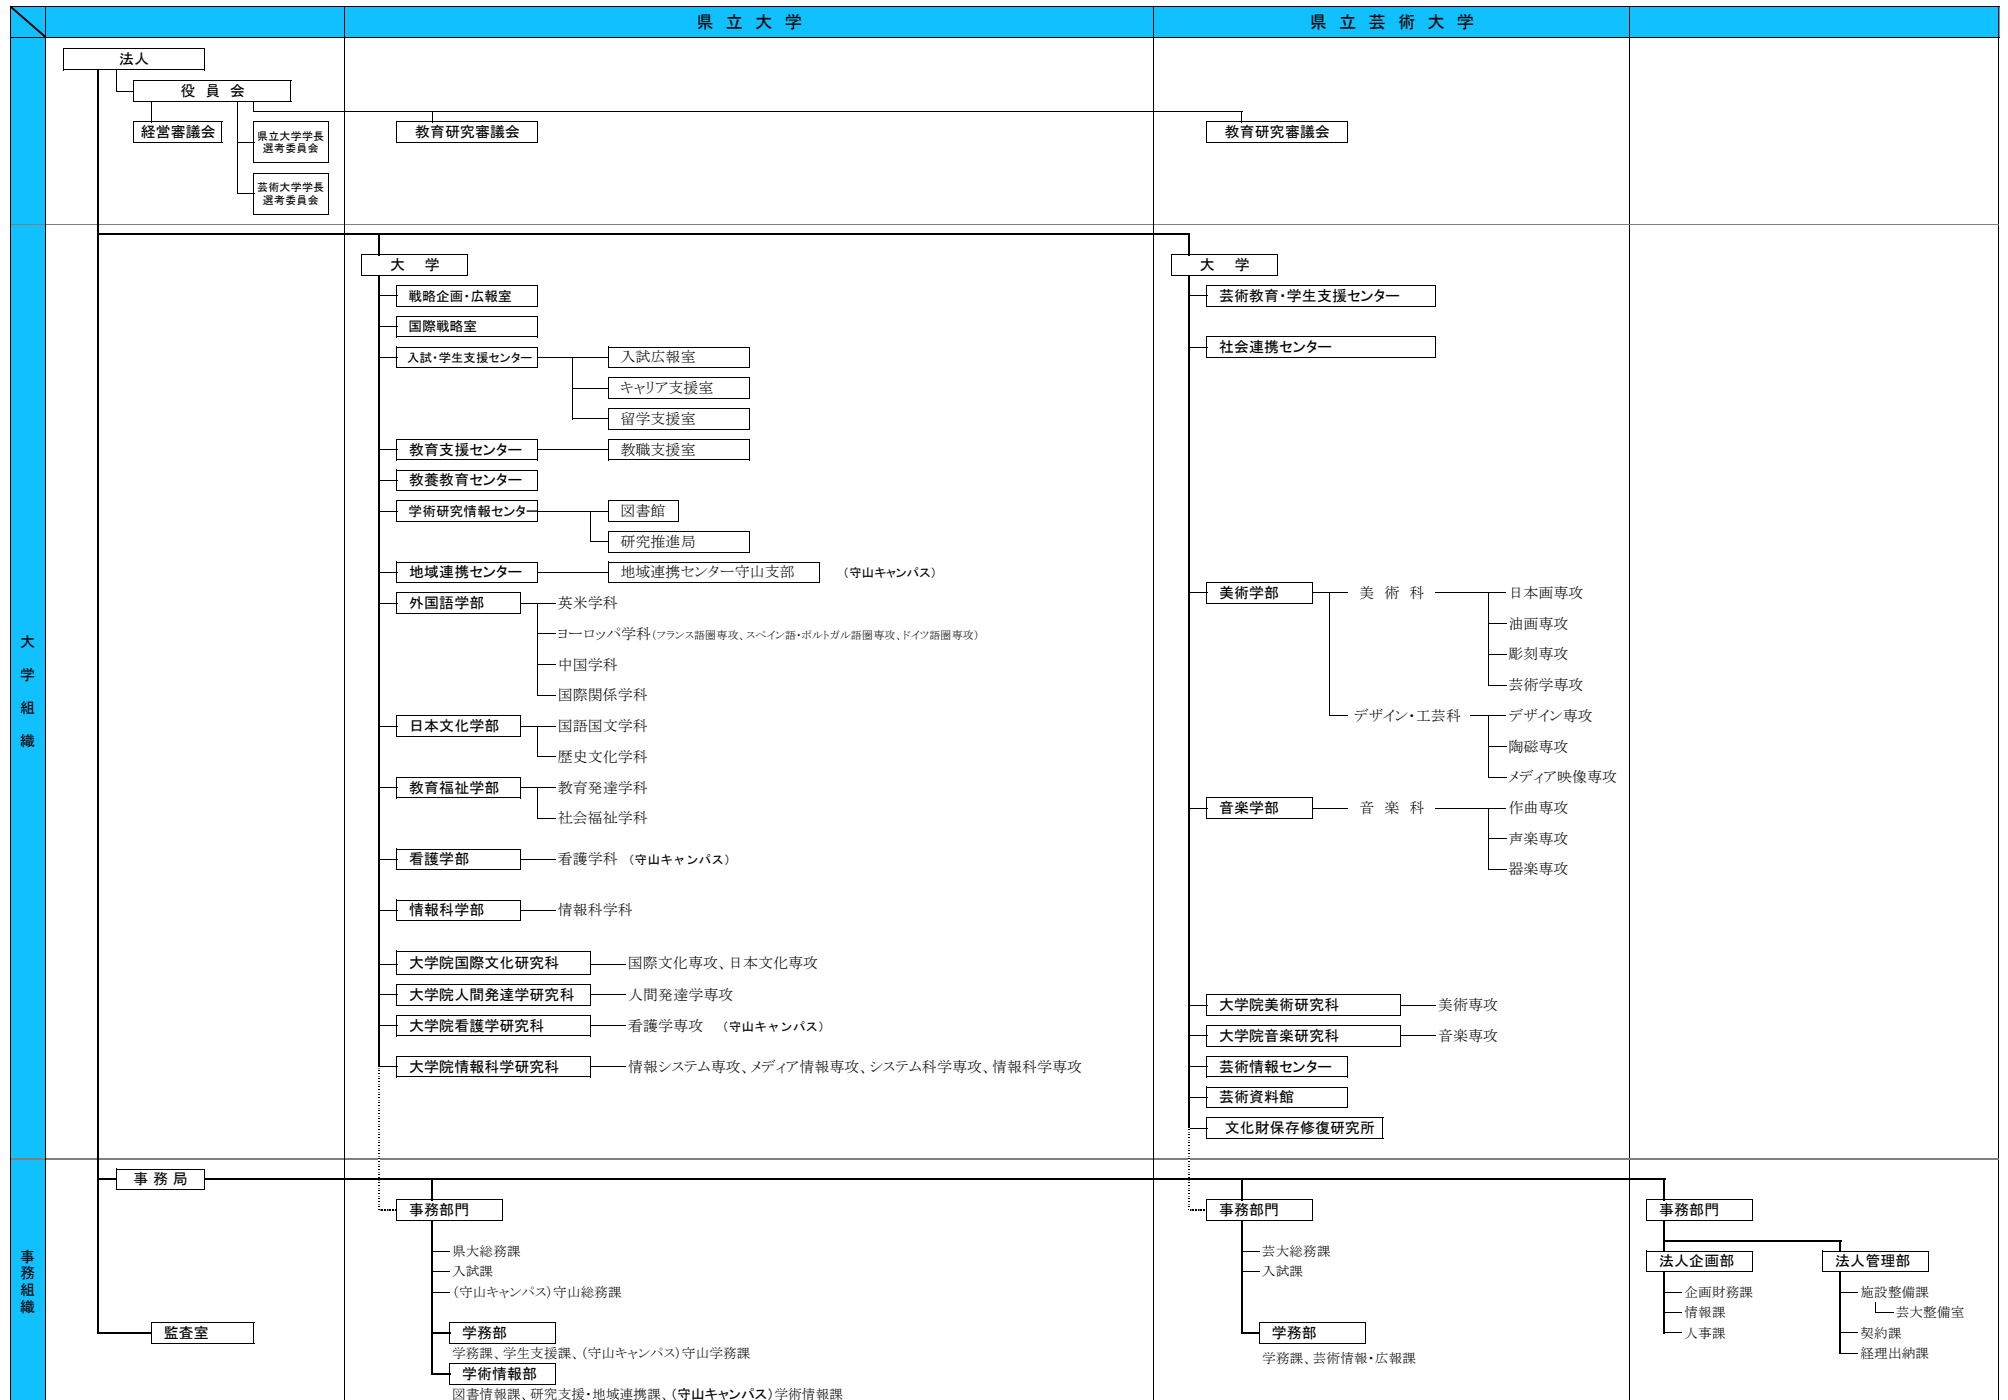 県立大学
県立芸術大学
法人
役員会
経営審議会
県立大学学長
選考委員会
芸術大学学長
選考委員会
教育研究審議会
教育研究審議会
大学組織
大学
戦略企画・広報室
国際戦略室
入試・学生支援センター
入試広報室
キャリア支援室
留学支援室
教育支援センター
教職支援室
教養教育センター
学術研究情報センター
図書館
研究推進局
地域連携センター
地域連携センター守山支部 (守山キャンパス)
外国語学部
英米学科
ヨーロッパ学科(フランス語圏専攻、スペイン語・ポルトガル語圏専攻、ドイツ語圏専攻)
中国学科
国際関係学科
日本文化学部
国語国文学科
歴史文化学科
教育福祉学部
教育発達学科
社会福祉学科
看護学部
看護学科 (守山キャンパス)
情報科学部
情報科学科
大学院国際文化研究科
国際文化専攻、日本文化専攻
大学院人間発達学研究科
人間発達学専攻
大学院看護学研究科
看護学専攻 (守山キャンパス)
大学院情報科学研究科
情報システム専攻、メディア情報専攻、システム科学専攻、情報科学専攻
大学
芸術教育・学生支援センター
社会連携センター
美術学部
美術科
日本画専攻
油画専攻
彫刻専攻
芸術学専攻
デザイン・工芸科
デザイン専攻
陶磁専攻
メディア映像専攻
音楽学部
音楽科
作曲専攻
声楽専攻
器楽専攻
大学院美術研究科
美術専攻
大学院音楽研究科
音楽専攻
芸術情報センター
芸術資料館
文化財保存修復研究所
事務組織
事務局
監査室
事務部門
県大総務課
入試課
(守山キャンパス)守山総務課
学務部
学務課、学生支援課、(守山キャンパス)守山学務課
学術情報部
図書情報課、研究支援・地域連携課、(守山キャンパス)学術情報課
事務部門
芸大総務課
入試課
学務部
学務課、芸術情報・広報課
事務部門
法人企画部
企画財務課
情報課
人事課
法人管理部
施設整備課
芸大整備室
契約課
経理出納課